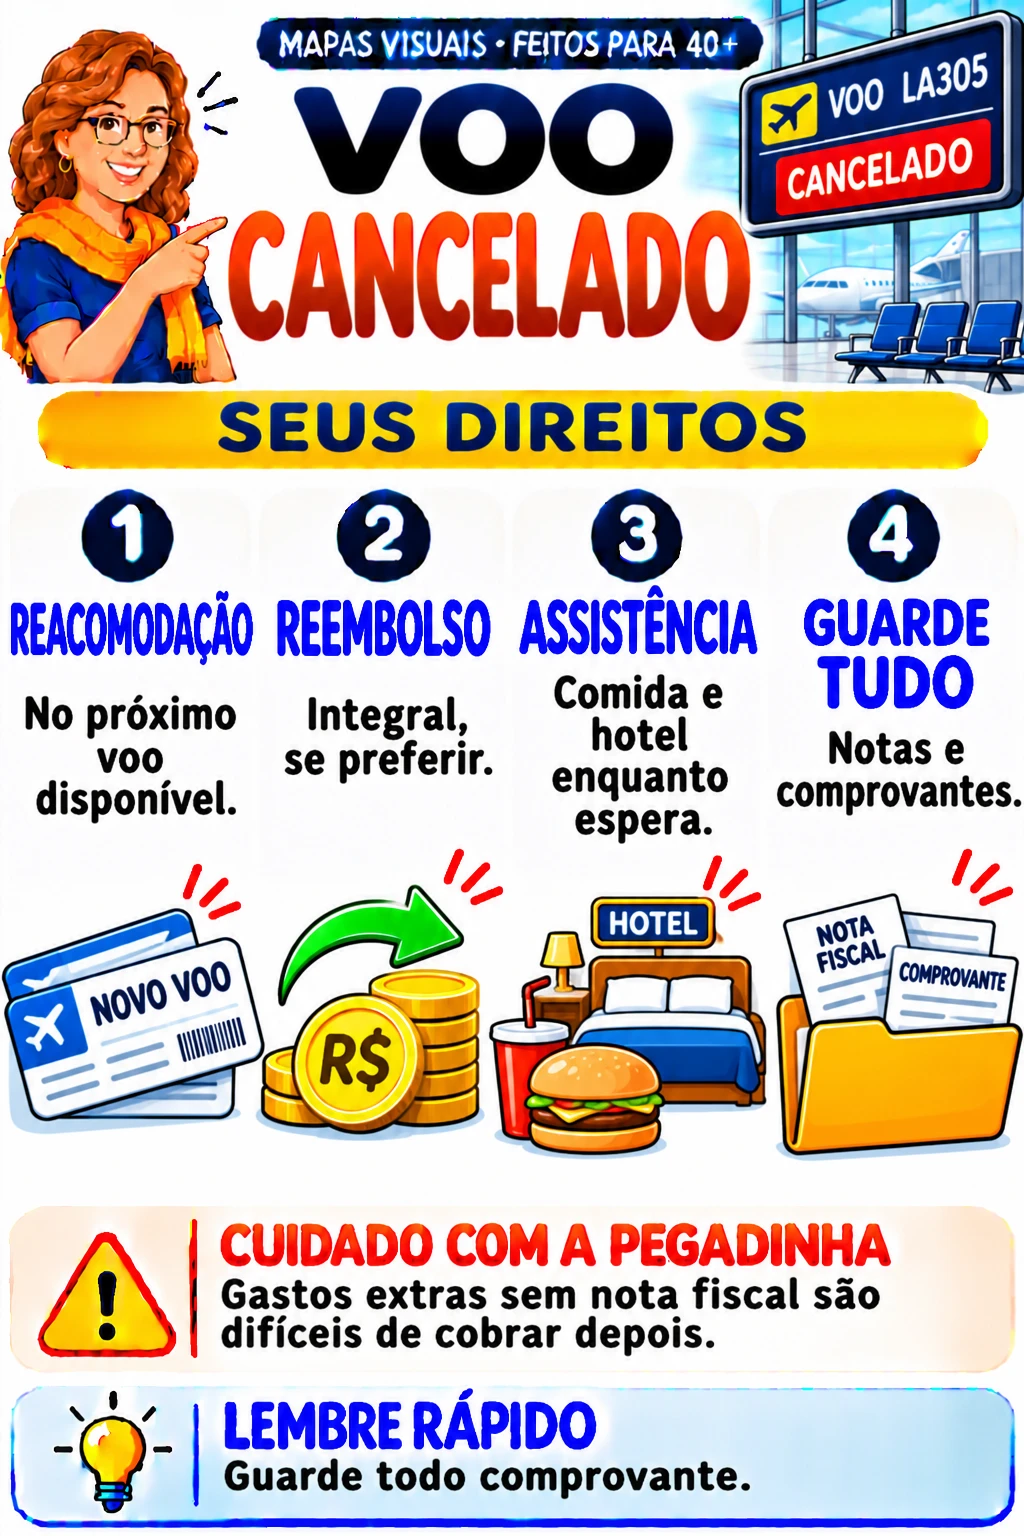 MAPAS VISUAIS • FEITOS PARA 40+
VOO
CANCELADO
VOO LA305
CANCELADO
SEUS DIREITOS
1
REACOMODAÇÃO
No próximo
voo
disponível.
NOVO VOO
2
REEMBOLSO
Integral,
se preferir.
R$
3
ASSISTÊNCIA
Comida e
hotel
enquanto
espera.
HOTEL
4
GUARDE
TUDO
Notas e
comprovantes.
NOTA
FISCAL
COMPROVANTE
CUIDADO COM A PEGADINHA
Gastos extras sem nota fiscal são
difíceis de cobrar depois.
LEMBRE RÁPIDO
Guarde todo comprovante.